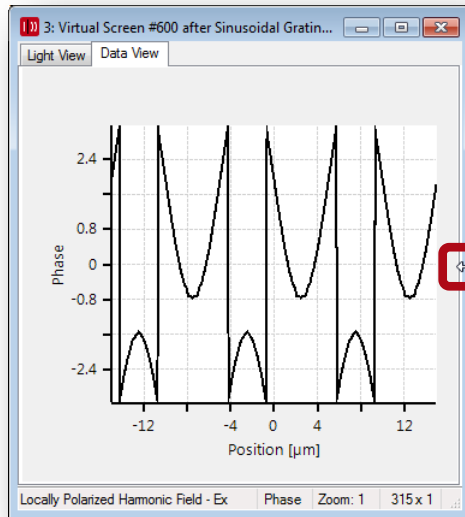 3: Virtual Screen #600 after Sinusoidal Gratin...
Light View Data View
2.4
0.8
0
-0.8
-2.4
Phase
-12 -4 0 4 12
Position [µm]
Locally Polarized Harmonic Field - Ex Phase Zoom: 1 315 x 1